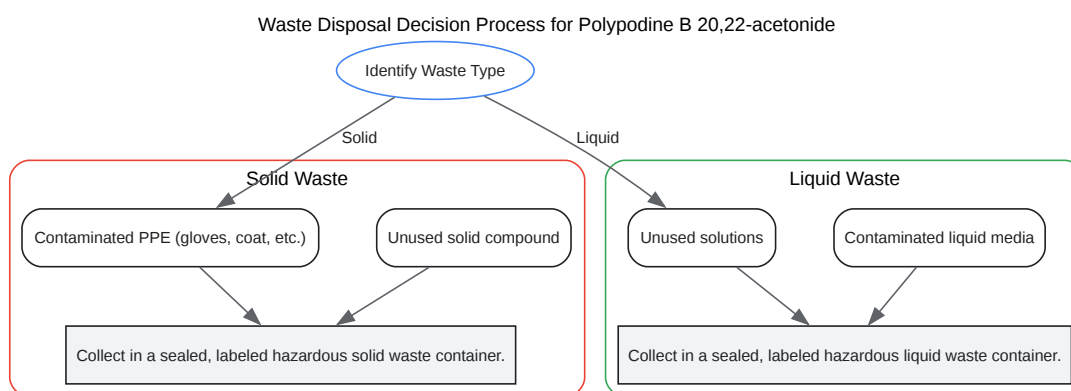 Waste Disposal Decision Process for Polypodine B 20,22-acetonide
Identify Waste Type
Solid
Liquid
Solid Waste
Liquid Waste
Contaminated PPE (gloves, coat, etc.)
Unused solid compound
Unused solutions
Contaminated liquid media
Collect in a sealed, labeled hazardous solid waste container.
Collect in a sealed, labeled hazardous liquid waste container.